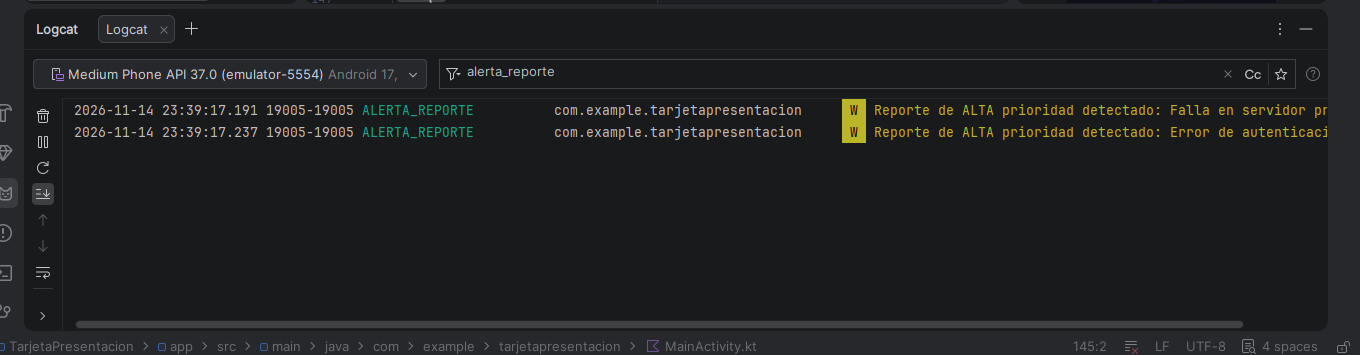 Logcat Logcat
Medium Phone API 37.0 (emulator-5554) Android 17, alerta_reporte Cc
2026-11-14 23:39:17.191 19005-19005 ALERTA_REPORTE com.example.tarjetapresentacion W Reporte de ALTA prioridad detectado: Falla en servidor pr
2026-11-14 23:39:17.237 19005-19005 ALERTA_REPORTE com.example.tarjetapresentacion W Reporte de ALTA prioridad detectado: Error de autenticaci
TarjetaPresentacion > app > src > main > java > com > example > tarjetapresentacion > MainActivity.kt 145:2 LF UTF-8 4 spaces